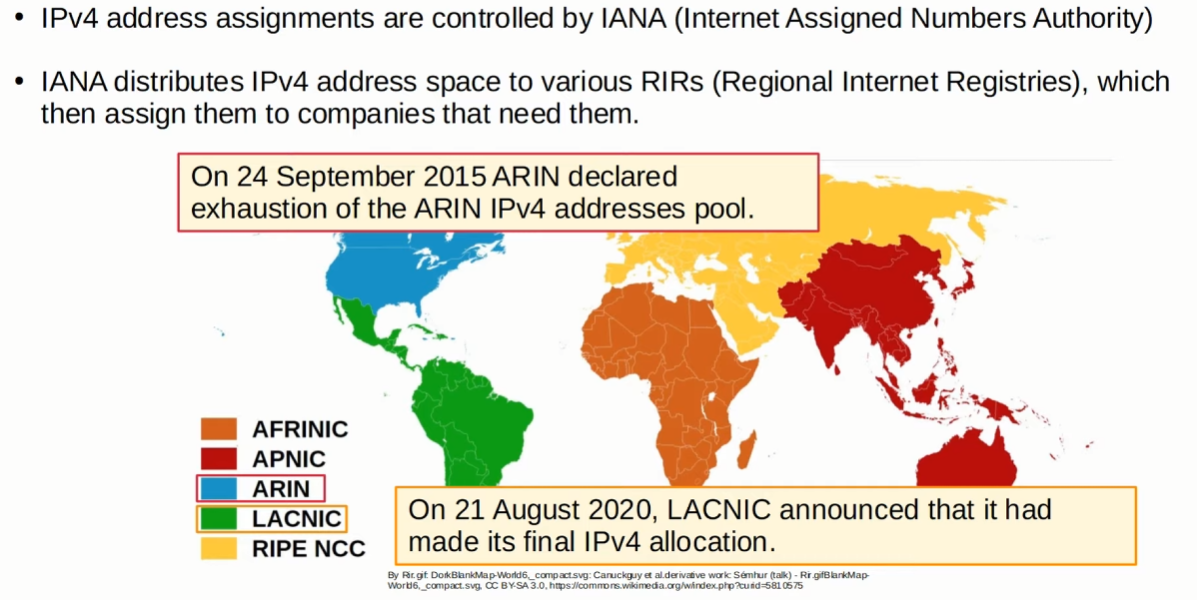 • IPv4 address assignments are controlled by IANA (Internet Assigned Numbers Authority)
• IANA distributes IPv4 address space to various RIRs (Regional Internet Registries), which
then assign them to companies that need them.
On 24 September 2015 ARIN declared
exhaustion of the ARIN IPv4 addresses pool.
AFRINIC
APNIC
ARIN
LACNIC
RIPE NCC
On 21 August 2020, LACNIC announced that it had
made its final IPv4 allocation.
By Rir.gif: DorkBlankMap-World6,_compact.svg: Canuckguy et al.derivative work: Sémhur (talk) - Rir.gifBlankMap-
World6,_compact.svg, CC BY-SA 3.0, https://commons.wikimedia.org/w/index.php?curid=5810575